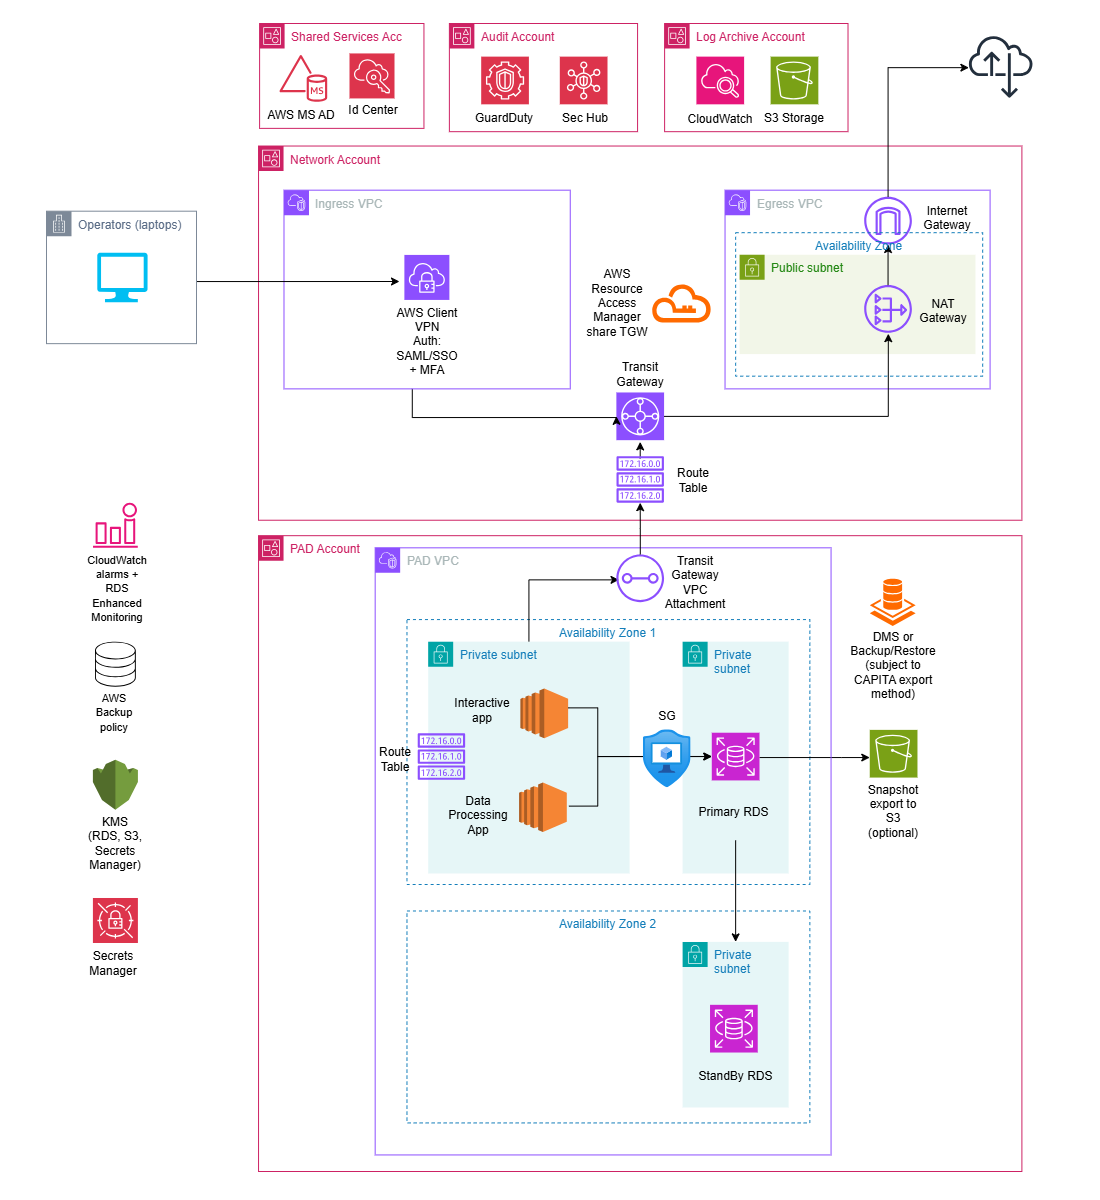 Shared Services Acc
AWS MS AD
MS
Id Center
Audit Account
GuardDuty
Sec Hub
Log Archive Account
CloudWatch
S3 Storage
Network Account
Operators (laptops)
Ingress VPC
AWS Client
VPN
Auth:
SAML/SSO
+ MFA
AWS
Resource
Access
Manager
share TGW
Egress VPC
Internet
Gateway
Availability Zone
Public subnet
NAT
Gateway
Transit
Gateway
172.16.0.0
172.16.1.0
172.16.2.0
Route
Table
CloudWatch
alarms +
RDS
Enhanced
Monitoring
AWS
Backup
policy
KMS
(RDS, S3,
Secrets
Manager)
Secrets
Manager
PAD Account
PAD VPC
Transit
Gateway
VPC
Attachment
Availability Zone 1
Private subnet
Interactive
app
Route
Table
172.16.0.0
172.16.1.0
172.16.2.0
Data
Processing
App
SG
Private
subnet
Primary RDS
DMS or
Backup/Restore
(subject to
CAPITA export
method)
Snapshot
export to
S3
(optional)
Availability Zone 2
Private
subnet
StandBy RDS